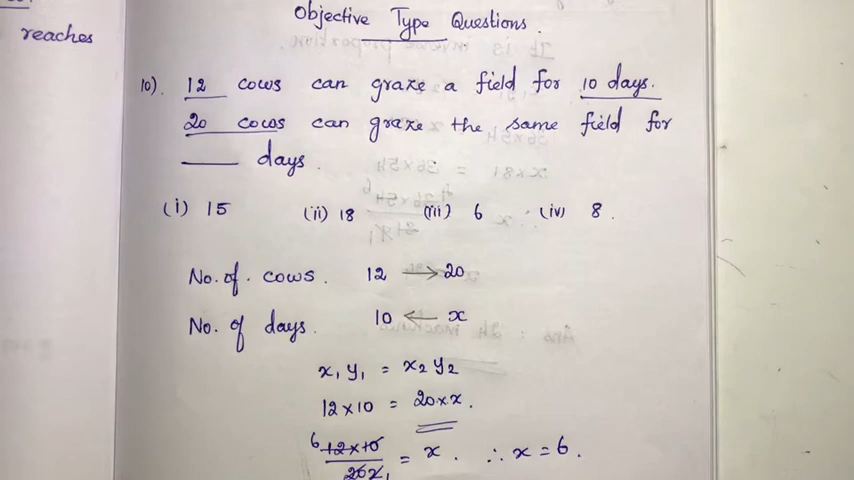 reaches
Objective Type Questions.
10). 12 cows can graze a field for 10 days.
20 cows can graze the same field for
____ days.
(i) 15 (ii) 18 (iii) 6 (iv) 8.
No. of. cows. 12 → 20
No. of days. 10 ← x
x₁ y₁ = x₂ y₂
12 × 10 = 20 × x.
6 12 × 10 / 20 2 1 = x. ∴ x = 6.